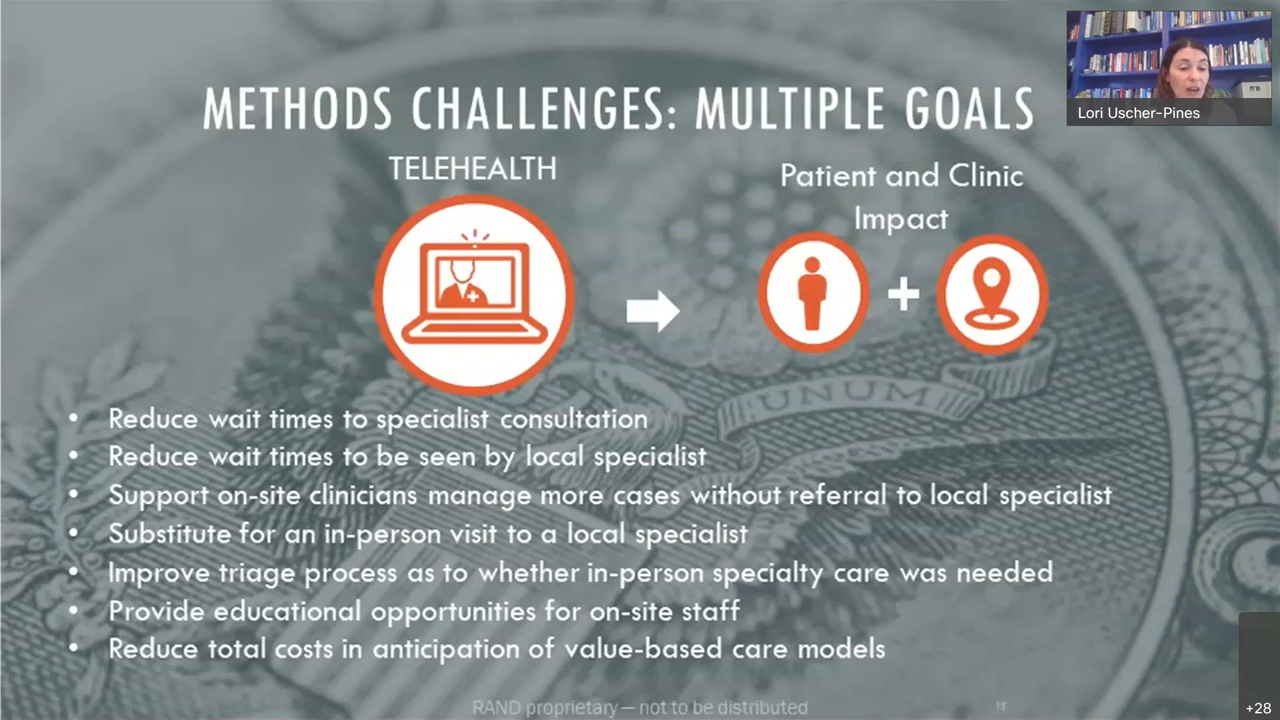 METHODS CHALLENGES: MULTIPLE GOALS
Lori Uscher-Pines
TELEHEALTH
Patient and Clinic
Impact
UNUM
• Reduce wait times to specialist consultation
• Reduce wait times to be seen by local specialist
• Support on-site clinicians manage more cases without referral to local specialist
• Substitute for an in-person visit to a local specialist
• Improve triage process as to whether in-person specialty care was needed
• Provide educational opportunities for on-site staff
• Reduce total costs in anticipation of value-based care models
RAND proprietary – not to be distributed
+28